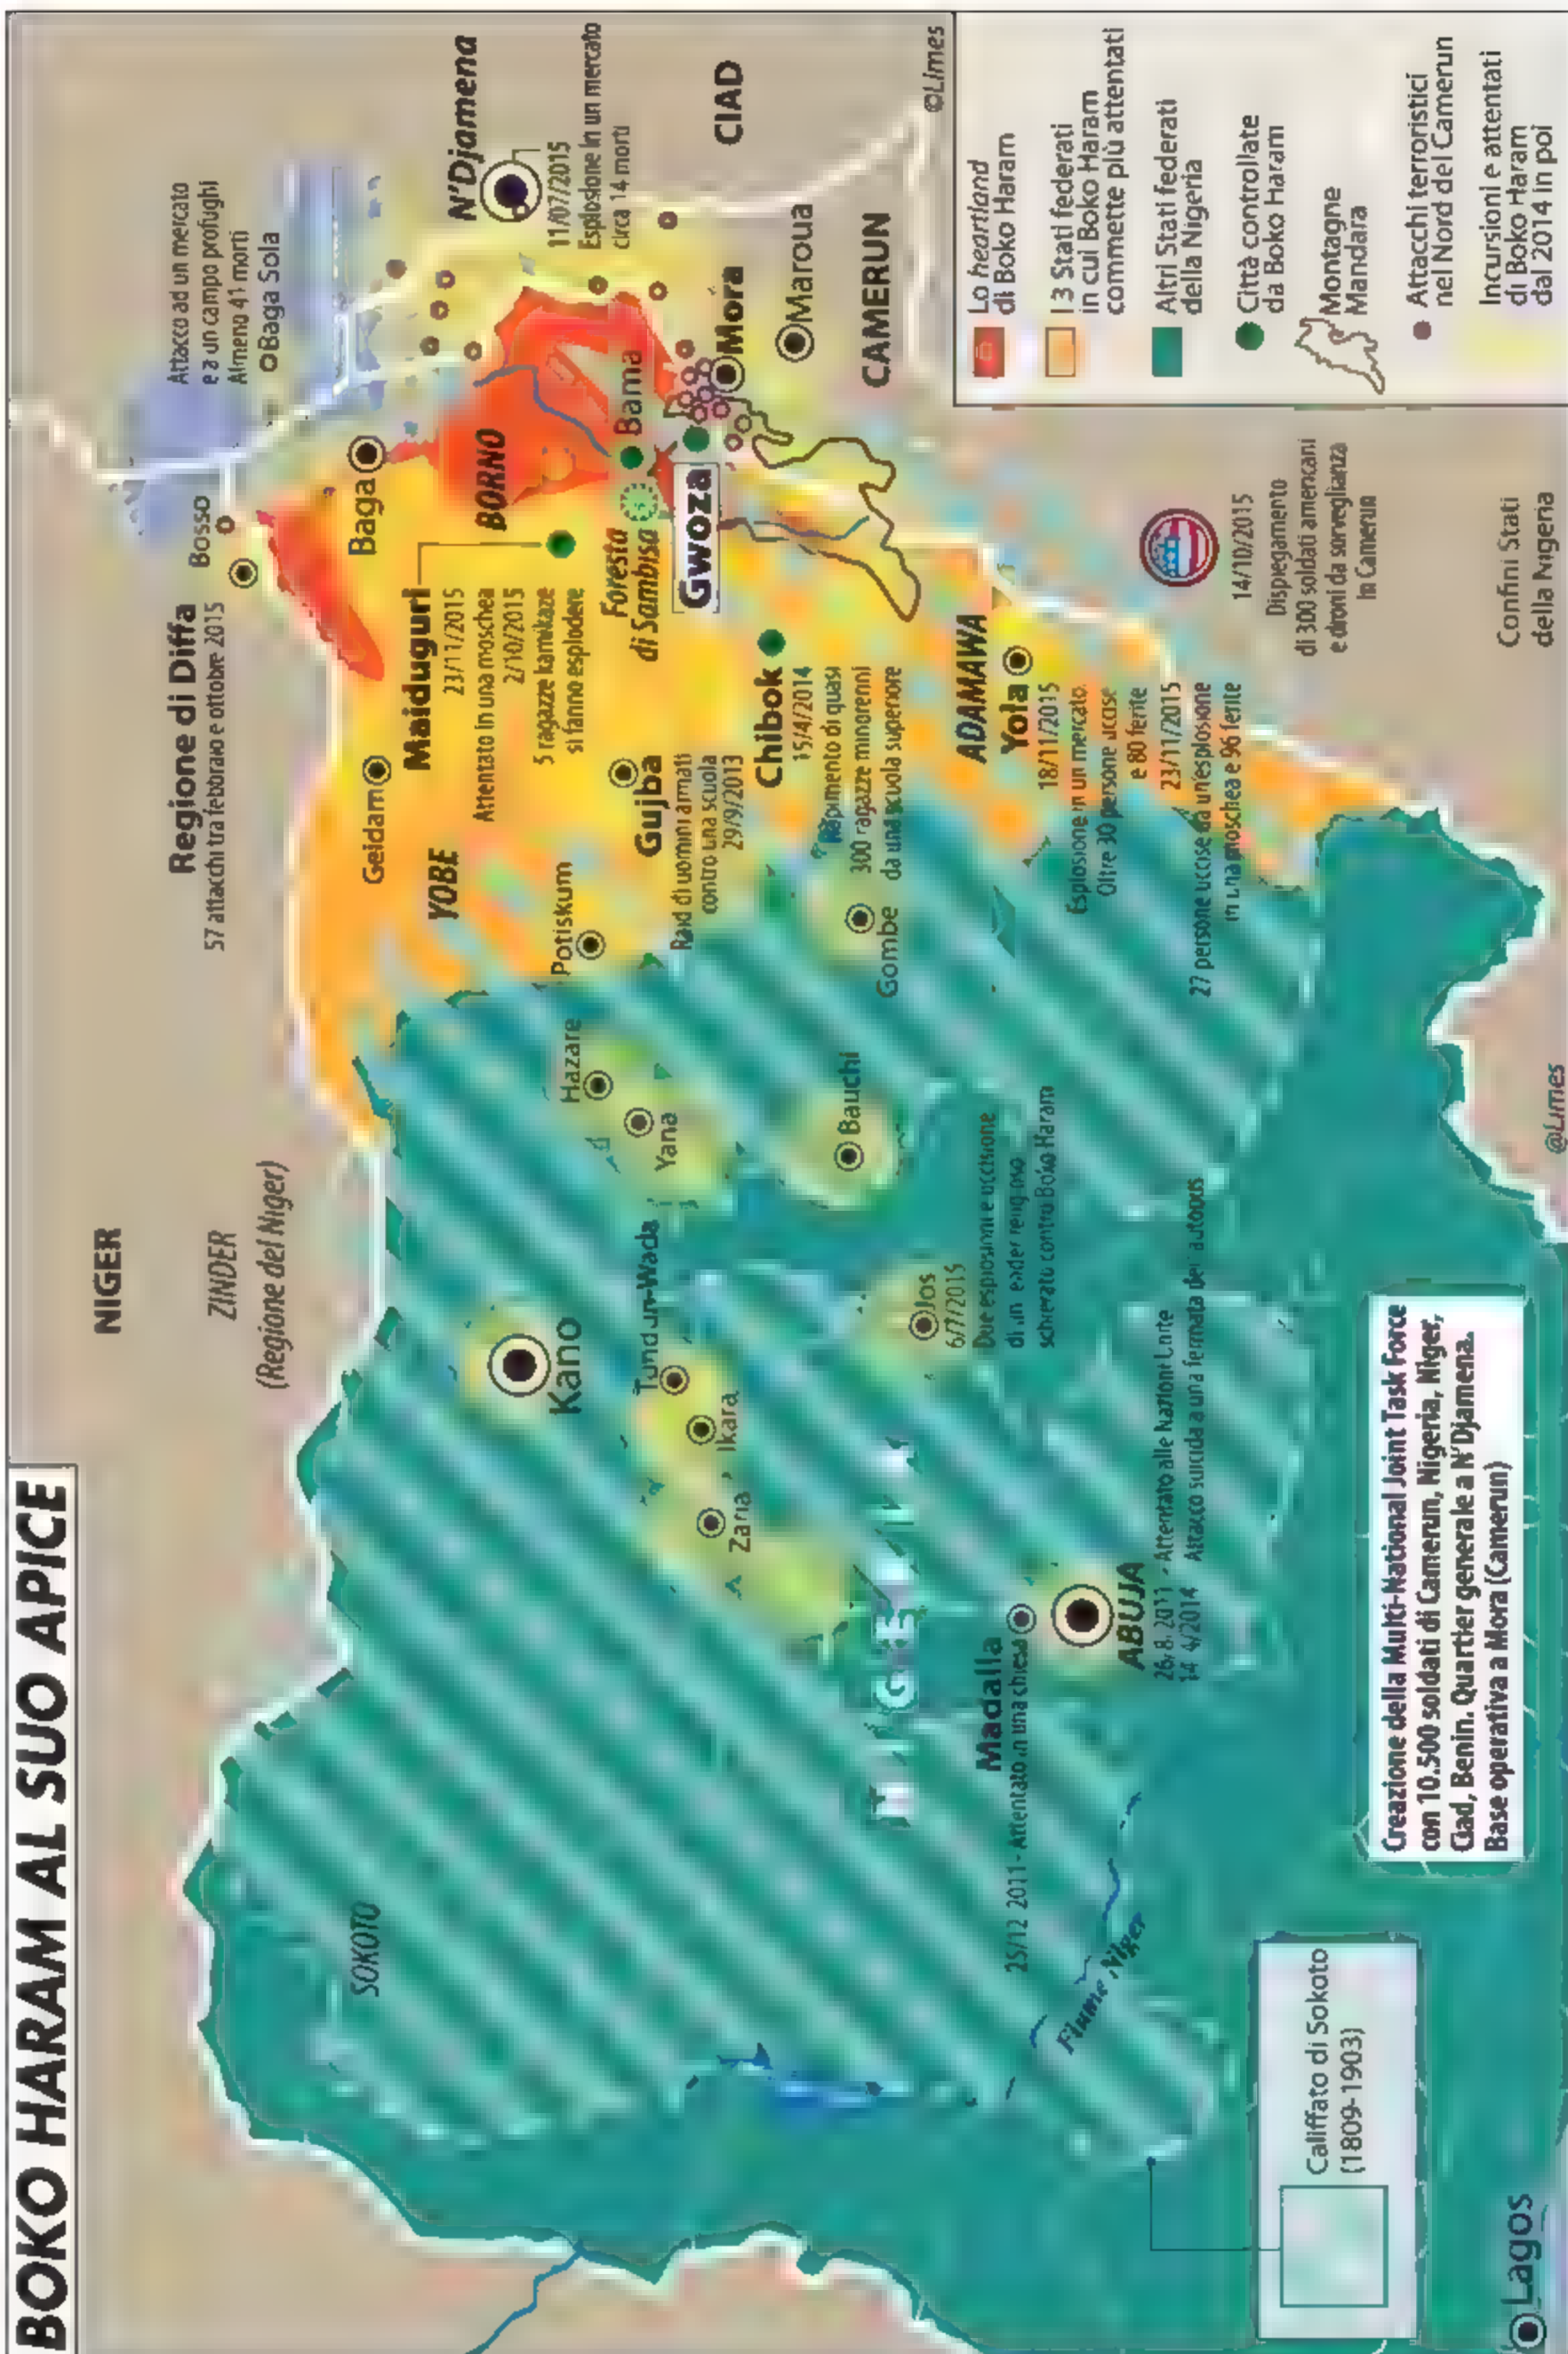 BOKO HARAM AL SUO APICE
NIGER
ZINDER
(Regione del Niger)
Regione di Diffa
57 attacchi tra febbraio e ottobre 2015
Bosso
Attacco ad un mercato
e a un campo profughi
Almeno 41 morti
Baga Sola
N'Djamena
11/07/2015
Esplosione in un mercato
circa 14 morti
CIAD
©Limes
SOKOTO
Kano
Geidam
YOBE
Baga
BORNO
Maiduguri
23/11/2015
Attentato in una moschea
2/10/2015
5 ragazze kamikaze
si fanno esplodere
Bama
Foresta
di Sambisa
Gwoza
Mora
Maroua
CAMERUN
Potiskum
Gujba
Raid di uomini armati
contro una scuola
29/9/2013
Hazare
Yana
Tundun-Wada
Ikara
Zaria
Chibok
15/4/2014
Rapimento di quasi
300 ragazze minorenni
da una scuola superiore
Gombe
Bauchi
Jos
6/7/2015
Due esplosioni e uccisione
di un leader religioso
schierato contro Boko Haram
NIGERIA
ADAMAWA
Yola
18/11/2015
Esplosione in un mercato.
Oltre 30 persone uccise
e 80 ferite
23/11/2015
27 persone uccise da un'esplosione
in una moschea e 96 ferite
14/10/2015
Dispiegamento
di 300 soldati americani
e droni da sorveglianza
in Camerun
Madalla
25/12 2011 - Attentato in una chiesa
ABUJA
26/8/2011 - Attentato alle Nazioni Unite
14/4/2014 Attacco suicida a una fermata dei autobus
Fiume Niger
Creazione della Multi-National Joint Task Force
con 10.500 soldati di Camerun, Nigeria, Niger,
Ciad, Benin. Quartier generale a N'Djamena.
Base operativa a Mora (Camerun)
Califfato di Sokoto
(1809-1903)
Lagos
@Limes
Lo heartland
di Boko Haram
I 3 Stati federati
in cui Boko Haram
commette più attentati
Altri Stati federati
della Nigeria
Città controllate
da Boko Haram
Montagne
Mandara
Attacchi terroristici
nel Nord del Camerun
Incursioni e attentati
di Boko Haram
dal 2014 in poi
Confini Stati
della Nigeria